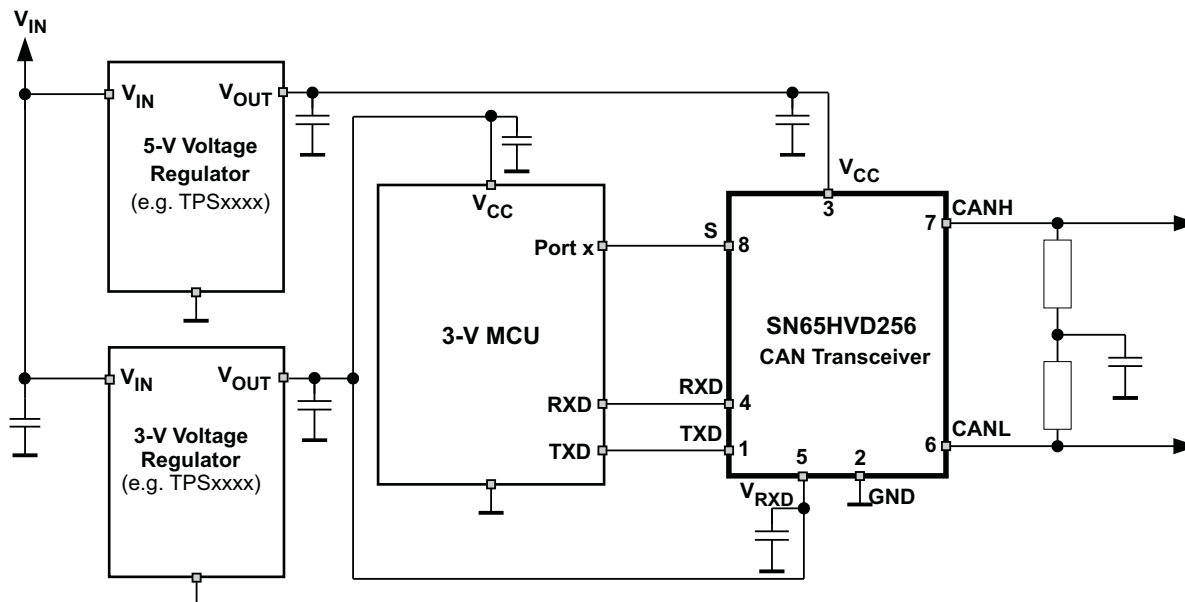 VIN
VIN
VOUT
5-V Voltage
Regulator
(e.g. TPSxxxx)
VCC
Port x
3-V MCU
RXD
TXD
S
8
RXD
4
TXD
1
VCC
3
SN65HVD256
CAN Transceiver
7
CANH
6
CANL
5
2
VRXD
GND
VIN
VOUT
3-V Voltage
Regulator
(e.g. TPSxxxx)